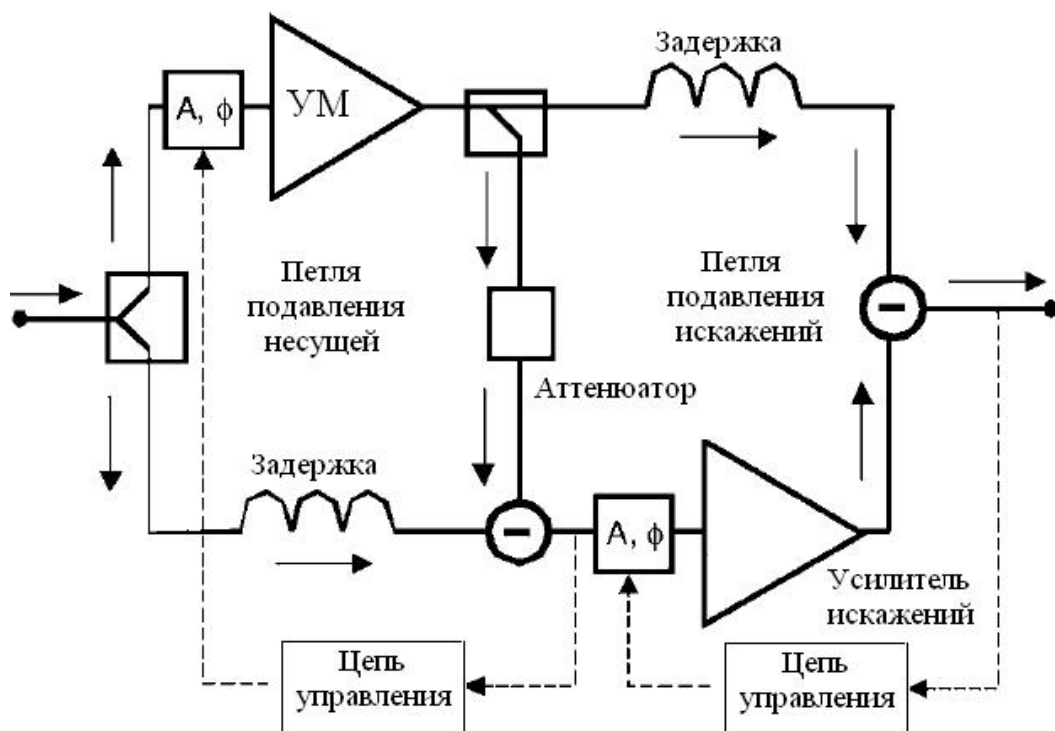 Задержка
A, ϕ
УМ
Петля
подавления
несущей
Петля
подавления
искажений
Аттенюатор
Задержка
A, ϕ
Усилитель
искажений
Цепь
управления
Цепь
управления